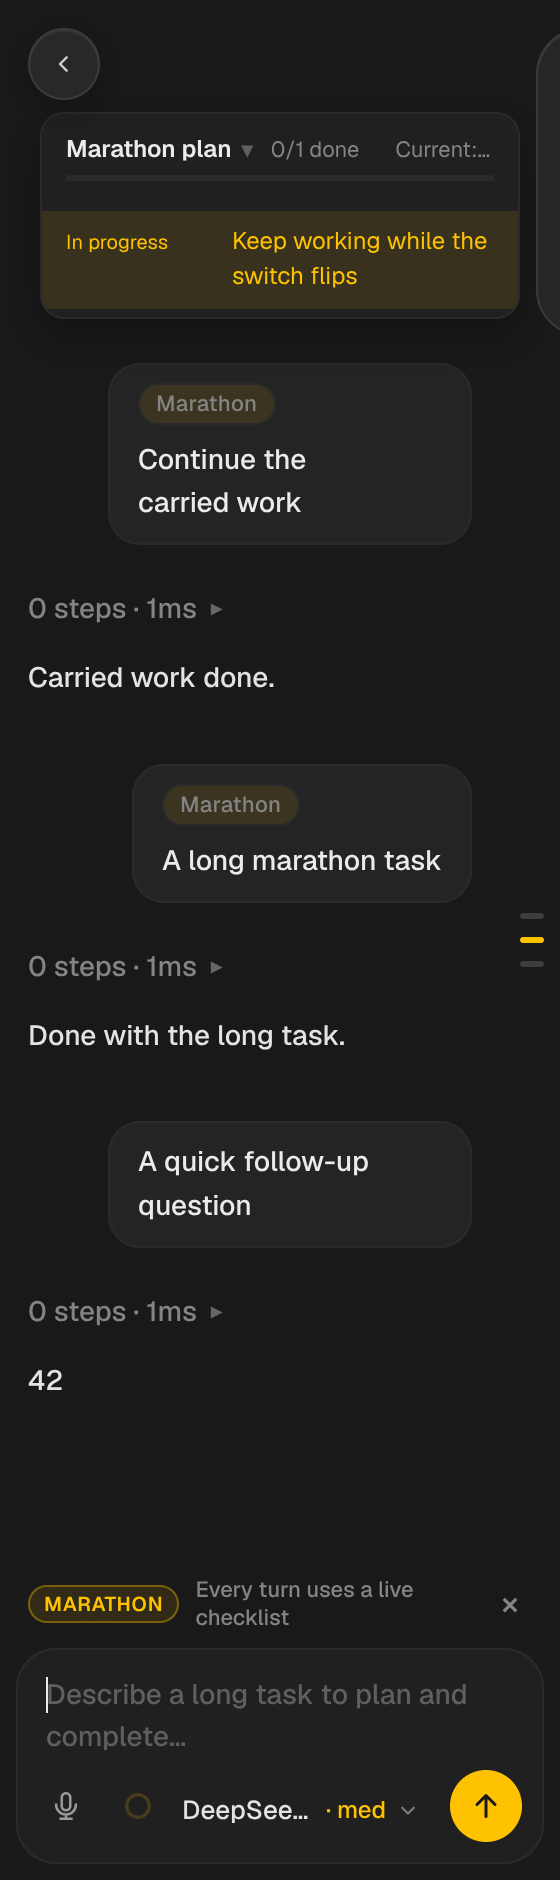 Marathon plan ▾ 0/1 done Current:...
In progress Keep working while the
switch flips
Marathon
Continue the
carried work
0 steps · 1ms ▸
Carried work done.
Marathon
A long marathon task
0 steps · 1ms ▸
Done with the long task.
A quick follow-up
question
0 steps · 1ms ▸
42
MARATHON Every turn uses a live
checklist ×
Describe a long task to plan and
complete...
DeepSee... · med